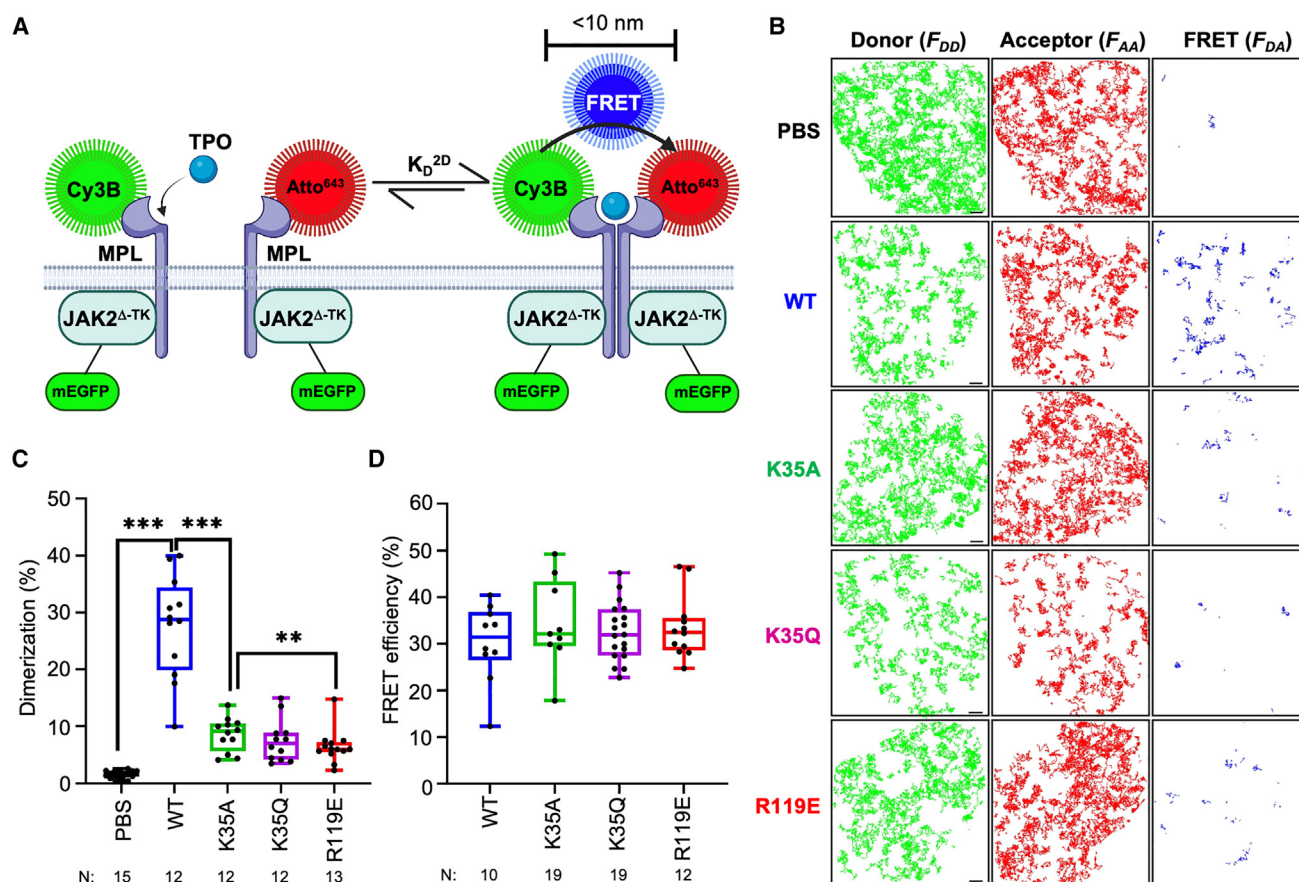 A
<10 nm
FRET
TPO
Cy3B
Atto⁶⁴³
K_D²ᴰ
Cy3B
Atto⁶⁴³
MPL
MPL
JAK2^Δ-TK
JAK2^Δ-TK
JAK2^Δ-TK
JAK2^Δ-TK
mEGFP
mEGFP
mEGFP
mEGFP
B
Donor (F_DD) Acceptor (F_AA) FRET (F_DA)
PBS
WT
K35A
K35Q
R119E
C
Dimerization (%)
50
40
30
20
10
0
*** ***
**
PBS WT K35A K35Q R119E
N: 15 12 12 12 13
D
FRET efficiency (%)
60
50
40
30
20
10
0
WT K35A K35Q R119E
N: 10 19 19 12